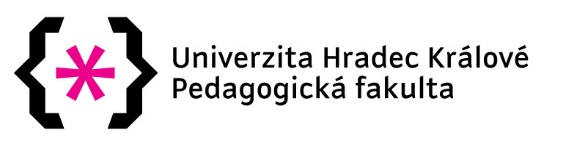 Univerzita Hradec Králové
Pedagogická fakulta